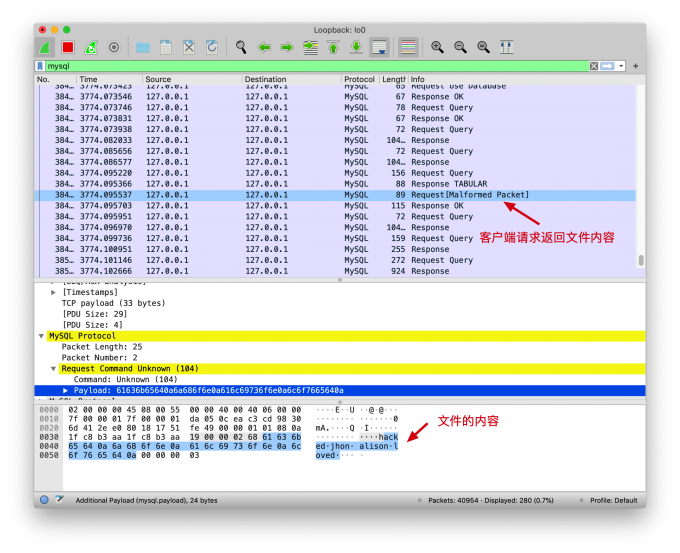 Loopback: lo0
mysql
No. Time Source Destination Protocol Length Info
384… 3774.073423 127.0.0.1 127.0.0.1 MySQL 65 Request Use Database
384… 3774.073546 127.0.0.1 127.0.0.1 MySQL 67 Response OK
384… 3774.073746 127.0.0.1 127.0.0.1 MySQL 78 Request Query
384… 3774.073831 127.0.0.1 127.0.0.1 MySQL 67 Response OK
384… 3774.073938 127.0.0.1 127.0.0.1 MySQL 72 Request Query
384… 3774.082033 127.0.0.1 127.0.0.1 MySQL 104… Response
384… 3774.085656 127.0.0.1 127.0.0.1 MySQL 72 Request Query
384… 3774.086577 127.0.0.1 127.0.0.1 MySQL 104… Response
384… 3774.095220 127.0.0.1 127.0.0.1 MySQL 156 Request Query
384… 3774.095366 127.0.0.1 127.0.0.1 MySQL 88 Response TABULAR
384… 3774.095537 127.0.0.1 127.0.0.1 MySQL 89 Request[Malformed Packet]
384… 3774.095703 127.0.0.1 127.0.0.1 MySQL 115 Response OK
384… 3774.095951 127.0.0.1 127.0.0.1 MySQL 72 Request Query
384… 3774.096970 127.0.0.1 127.0.0.1 MySQL 104… Response
384… 3774.099736 127.0.0.1 127.0.0.1 MySQL 159 Request Query
384… 3774.100951 127.0.0.1 127.0.0.1 MySQL 255 Response
385… 3774.101146 127.0.0.1 127.0.0.1 MySQL 272 Request Query
385… 3774.102666 127.0.0.1 127.0.0.1 MySQL 924 Response
客户端请求返回文件内容
[SEQ/ACK analysis]
[Timestamps]
TCP payload (33 bytes)
[PDU Size: 29]
[PDU Size: 4]
MySQL Protocol
Packet Length: 25
Packet Number: 2
Request Command Unknown (104)
Command: Unknown (104)
Payload: 61636b65640a6a686f6e0a616c69736f6e0a6c6f7665640a
MySQL Protocol
0000 02 00 00 00 45 08 00 55 00 00 40 00 40 06 00 00 ····E··U ··@·@···
0010 7f 00 00 01 7f 00 00 01 da 05 0c ea c3 cd 98 30 ········ ·······0
0020 6d 41 2e e0 80 18 17 51 fe 49 00 00 01 01 08 0a mA.····Q ·I······
0030 1f c8 b3 aa 1f c8 b3 aa 19 00 00 02 68 61 63 6b ········ ····hack
0040 65 64 0a 6a 68 6f 6e 0a 61 6c 69 73 6f 6e 0a 6c ed·jhon· alison·l
0050 6f 76 65 64 0a 00 00 00 03 oved···· ·
文件的内容
Additional Payload (mysql.payload), 24 bytes
Packets: 40954 · Displayed: 280 (0.7%)
Profile: Default